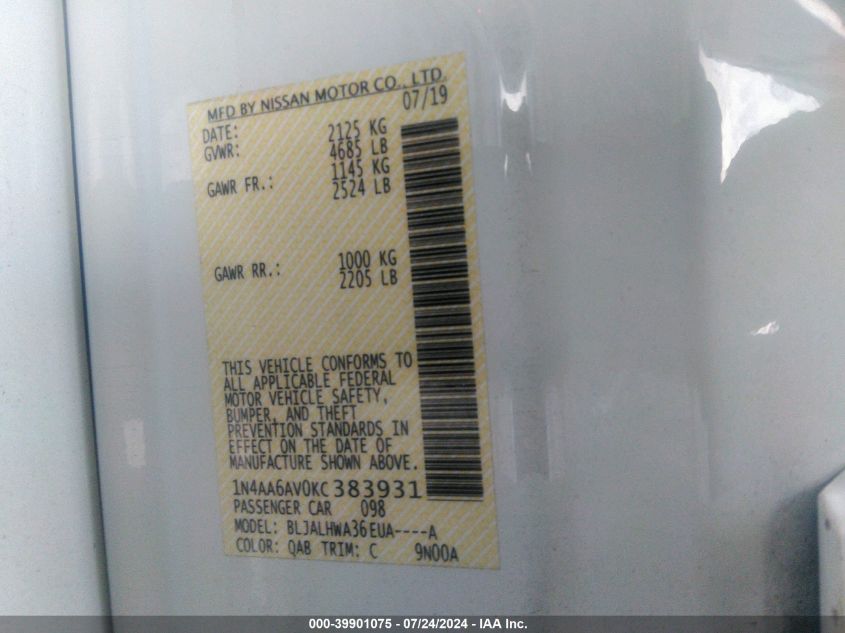 MFD BY NISSAN MOTOR CO., LTD.
DATE: 07/19
GVWR: 2125 KG
4685 LB
GAWR FR.: 1145 KG
2524 LB
GAWR RR.: 1000 KG
2205 LB
THIS VEHICLE CONFORMS TO
ALL APPLICABLE FEDERAL
MOTOR VEHICLE SAFETY,
BUMPER, AND THEFT
PREVENTION STANDARDS IN
EFFECT ON THE DATE OF
MANUFACTURE SHOWN ABOVE.
1N4AA6AV0KC383931
PASSENGER CAR 098
MODEL: BLJALHWA36EUA----A
COLOR: QAB TRIM: C 9N00A
000-39901075 / 07/24/2024 - IAA Inc.